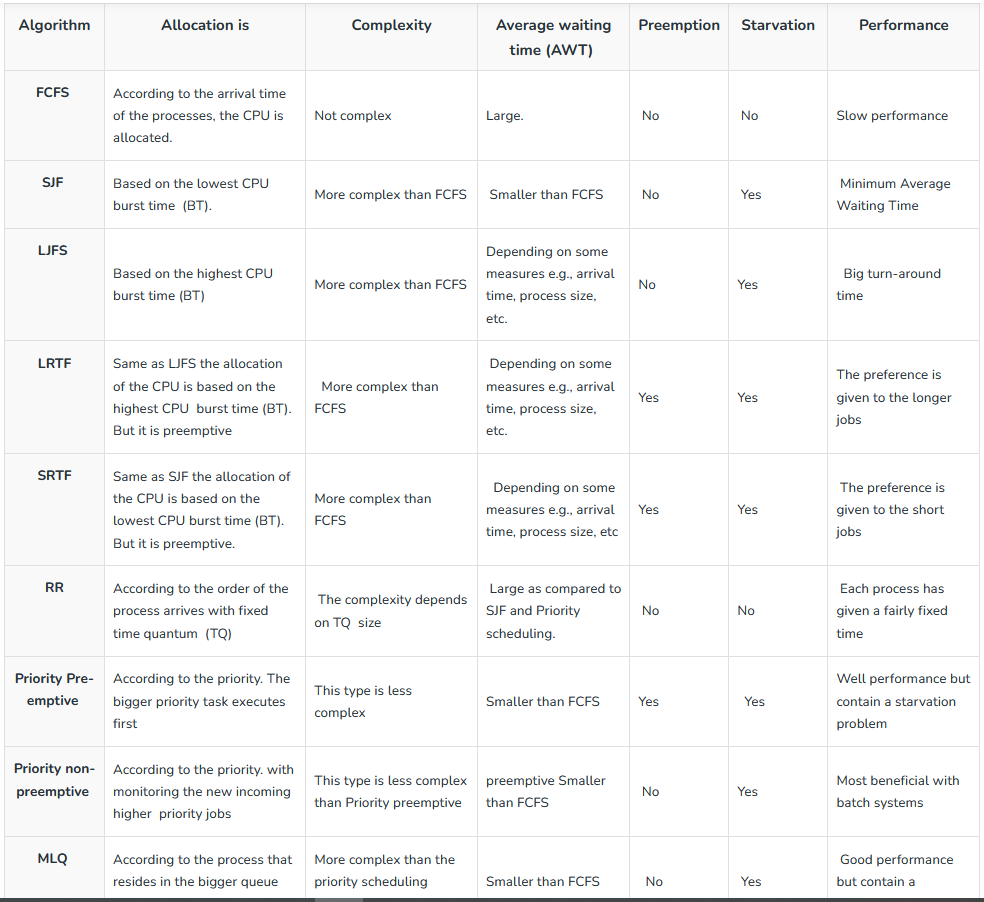 Algorithm
Allocation is
Complexity
Average waiting
time (AWT)
Preemption
Starvation
Performance
FCFS
According to the arrival time
of the processes, the CPU is
allocated.
Not complex
Large.
No
No
Slow performance
SJF
Based on the lowest CPU
burst time (BT).
More complex than FCFS
Smaller than FCFS
No
Yes
Minimum Average
Waiting Time
LJFS
Based on the highest CPU
burst time (BT)
More complex than FCFS
Depending on some
measures e.g., arrival
time, process size,
etc.
No
Yes
Big turn-around
time
LRTF
Same as LJFS the allocation
of the CPU is based on the
highest CPU burst time (BT).
But it is preemptive
More complex than
FCFS
Depending on some
measures e.g., arrival
time, process size,
etc.
Yes
Yes
The preference is
given to the longer
jobs
SRTF
Same as SJF the allocation of
the CPU is based on the
lowest CPU burst time (BT).
But it is preemptive.
More complex than
FCFS
Depending on some
measures e.g., arrival
time, process size, etc
Yes
Yes
The preference is
given to the short
jobs
RR
According to the order of the
process arrives with fixed
time quantum (TQ)
The complexity depends
on TQ size
Large as compared to
SJF and Priority
scheduling.
No
No
Each process has
given a fairly fixed
time
Priority Pre-
emptive
According to the priority. The
bigger priority task executes
first
This type is less
complex
Smaller than FCFS
Yes
Yes
Well performance but
contain a starvation
problem
Priority non-
preemptive
According to the priority. with
monitoring the new incoming
higher priority jobs
This type is less complex
than Priority preemptive
preemptive Smaller
than FCFS
No
Yes
Most beneficial with
batch systems
MLQ
According to the process that
resides in the bigger queue
More complex than the
priority scheduling
Smaller than FCFS
No
Yes
Good performance
but contain a